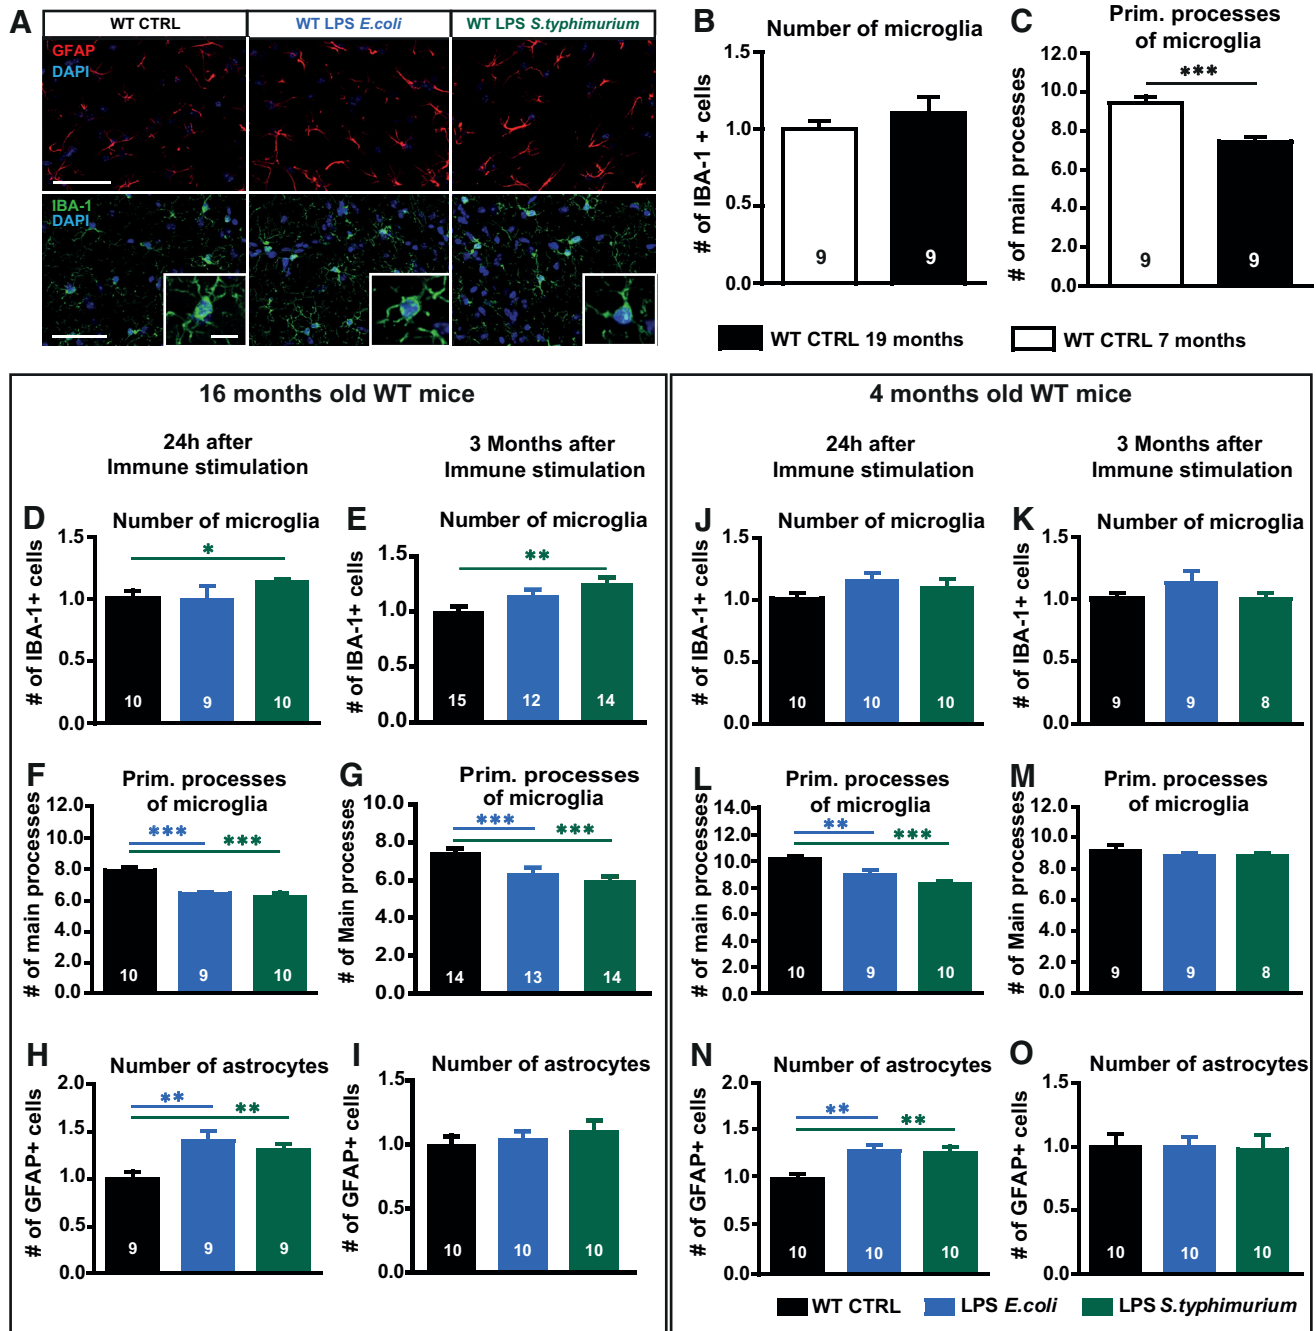 A
WT CTRL
WT LPS E.coli
WT LPS S.typhimurium
GFAP
DAPI
IBA-1
DAPI
B
Number of microglia
# of IBA-1 + cells
1.5
1.0
0.5
0.0
9
9
C
Prim. processes
of microglia
# of main processes
12.0
10.0
8.0
6.0
4.0
2.0
0.0
***
9
9
WT CTRL 19 months
WT CTRL 7 months
16 months old WT mice
24h after
Immune stimulation
3 Months after
Immune stimulation
D
Number of microglia
# of IBA-1+ cells
1.5
1.0
0.5
0.0
*
10
9
10
E
Number of microglia
# of IBA-1+ cells
1.5
1.0
0.5
0.0
**
15
12
14
F
Prim. processes
of microglia
# of main processes
12.0
10.0
8.0
6.0
4.0
2.0
0.0
***
***
10
9
10
G
Prim. processes
of microglia
# of Main processes
10.0
8.0
6.0
4.0
2.0
0.0
***
***
14
13
14
H
Number of astrocytes
# of GFAP+ cells
2.0
1.5
1.0
0.5
0.0
**
**
9
9
9
I
Number of astrocytes
# of GFAP+ cells
1.5
1.0
0.5
0.0
10
10
10
4 months old WT mice
24h after
Immune stimulation
3 Months after
Immune stimulation
J
Number of microglia
# of IBA-1+ cells
1.5
1.0
0.5
0.0
10
10
10
K
Number of microglia
# of IBA-1+ cells
1.5
1.0
0.5
0.0
9
9
8
L
Prim. processes
of microglia
# of main processes
14.0
12.0
10.0
8.0
6.0
4.0
2.0
0.0
**
***
10
9
10
M
Prim. processes
of microglia
# of Main processes
12.0
10.0
8.0
6.0
4.0
2.0
0.0
9
9
8
N
Number of astrocytes
# of GFAP+ cells
2.0
1.5
1.0
0.5
0.0
**
**
10
10
10
O
Number of astrocytes
# of GFAP+ cells
1.5
1.0
0.5
0.0
10
10
10
WT CTRL
LPS E.coli
LPS S.typhimurium